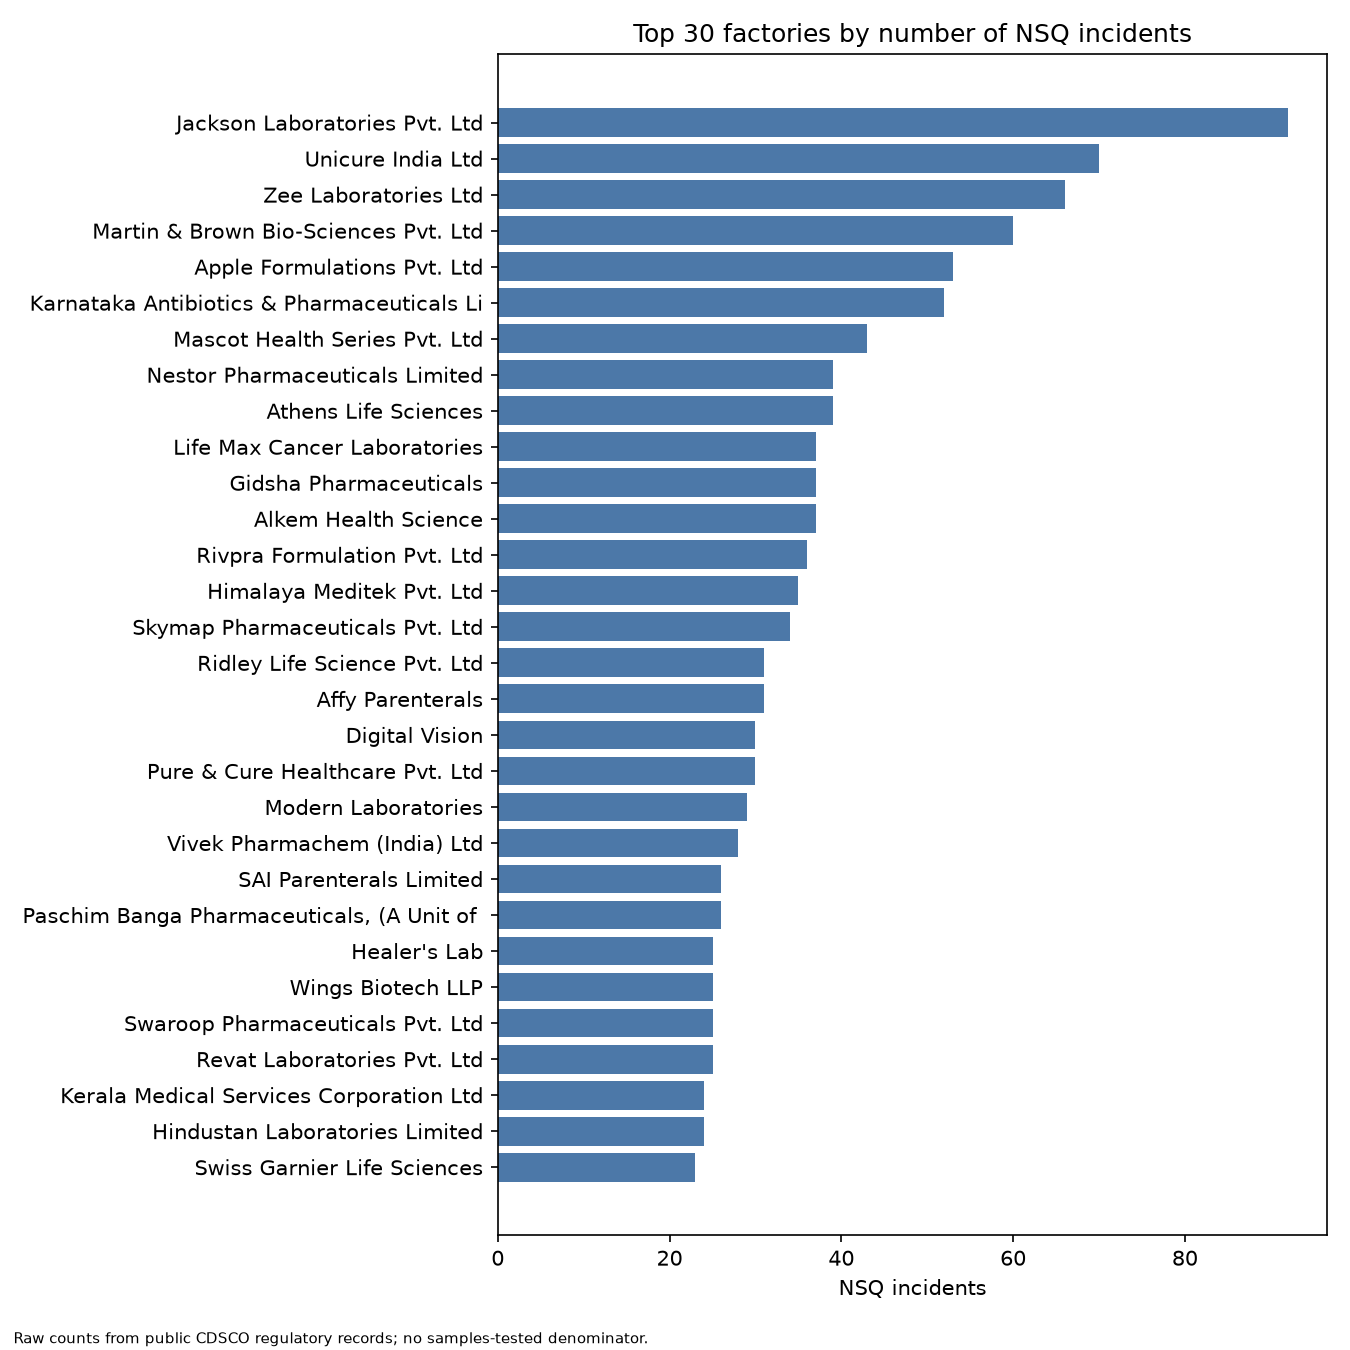 Top 30 factories by number of NSQ incidents
Jackson Laboratories Pvt. Ltd
Unicure India Ltd
Zee Laboratories Ltd
Martin & Brown Bio-Sciences Pvt. Ltd
Apple Formulations Pvt. Ltd
Karnataka Antibiotics & Pharmaceuticals Li
Mascot Health Series Pvt. Ltd
Nestor Pharmaceuticals Limited
Athens Life Sciences
Life Max Cancer Laboratories
Gidsha Pharmaceuticals
Alkem Health Science
Rivpra Formulation Pvt. Ltd
Himalaya Meditek Pvt. Ltd
Skymap Pharmaceuticals Pvt. Ltd
Ridley Life Science Pvt. Ltd
Affy Parenterals
Digital Vision
Pure & Cure Healthcare Pvt. Ltd
Modern Laboratories
Vivek Pharmachem (India) Ltd
SAI Parenterals Limited
Paschim Banga Pharmaceuticals, (A Unit of
Healer's Lab
Wings Biotech LLP
Swaroop Pharmaceuticals Pvt. Ltd
Revat Laboratories Pvt. Ltd
Kerala Medical Services Corporation Ltd
Hindustan Laboratories Limited
Swiss Garnier Life Sciences
0 20 40 60 80
NSQ incidents
Raw counts from public CDSCO regulatory records; no samples-tested denominator.